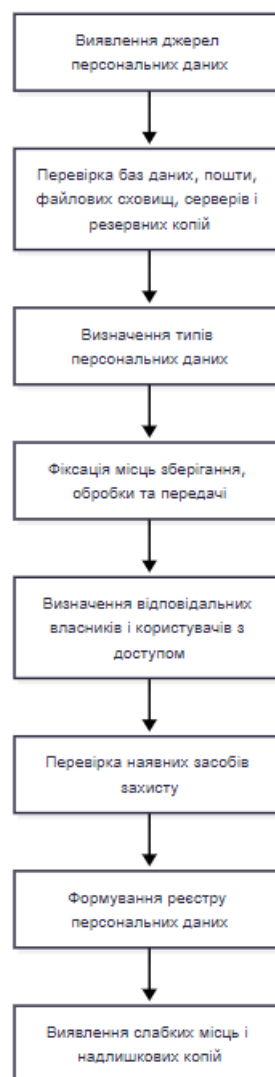 Виявлення джерел
персональних даних
Перевірка баз даних, пошти,
файлових сховищ, серверів і
резервних копій
Визначення типів
персональних даних
Фіксація місць зберігання,
обробки та передачі
Визначення відповідальних
власників і користувачів з
доступом
Перевірка наявних засобів
захисту
Формування реєстру
персональних даних
Виявлення слабких місць і
надлишкових копій